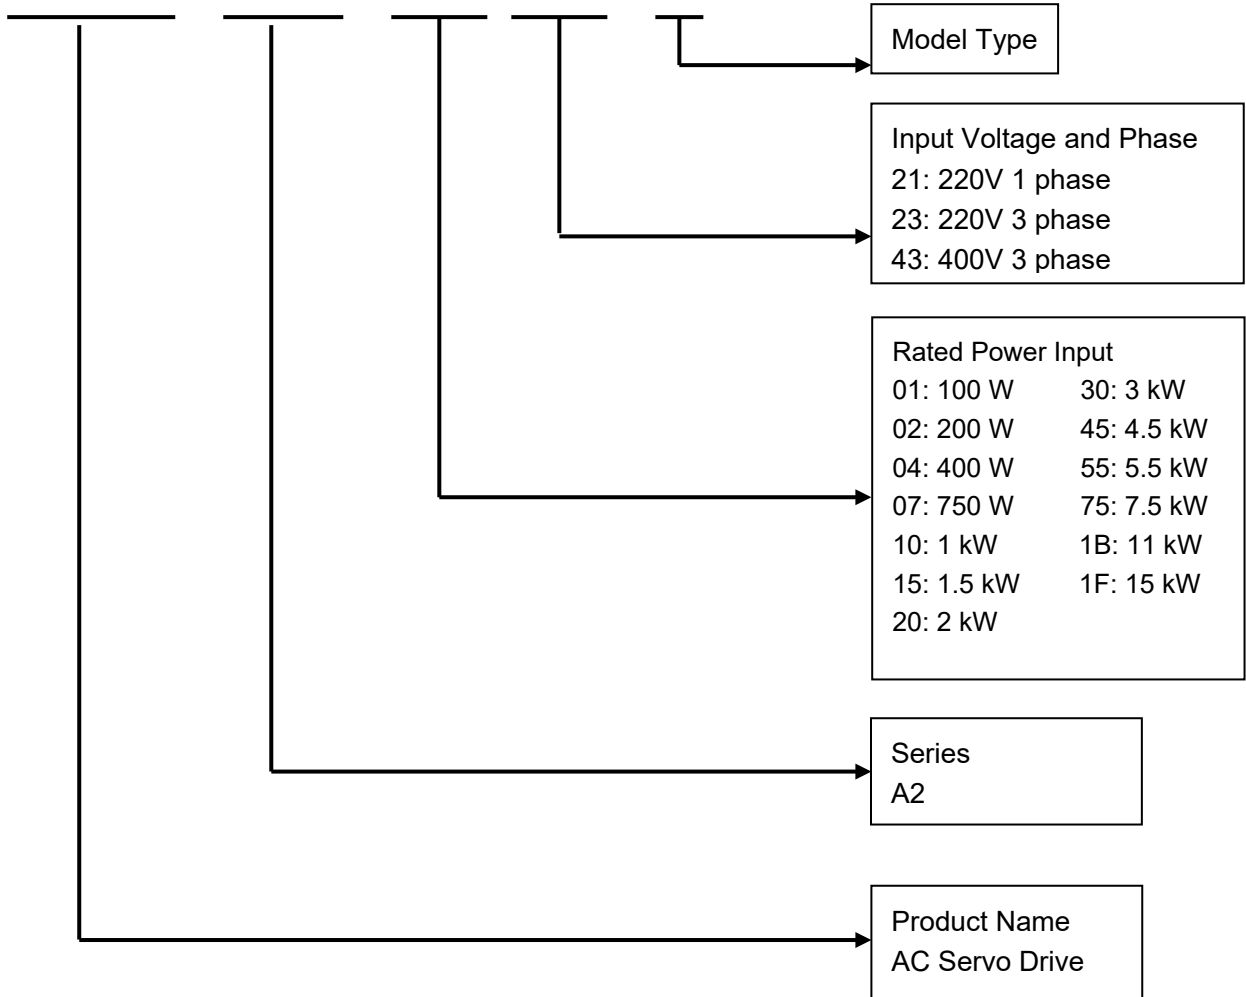 Model Type
Input Voltage and Phase
21: 220V 1 phase
23: 220V 3 phase
43: 400V 3 phase
Rated Power Input
01: 100 W 30: 3 kW
02: 200 W 45: 4.5 kW
04: 400 W 55: 5.5 kW
07: 750 W 75: 7.5 kW
10: 1 kW 1B: 11 kW
15: 1.5 kW 1F: 15 kW
20: 2 kW
Series
A2
Product Name
AC Servo Drive